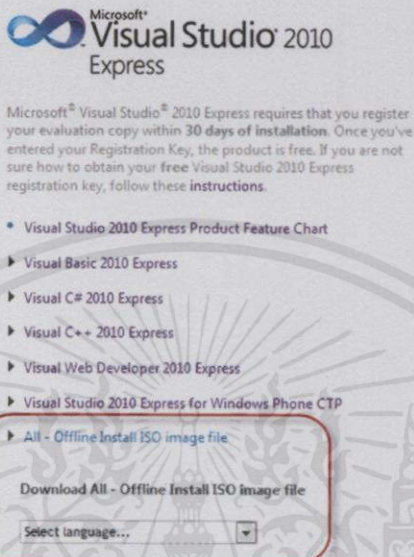 Microsoft®
Visual Studio® 2010
Express
Microsoft® Visual Studio® 2010 Express requires that you register
your evaluation copy within 30 days of installation. Once you've
entered your Registration Key, the product is free. If you are not
sure how to obtain your free Visual Studio 2010 Express
registration key, follow these instructions.
• Visual Studio 2010 Express Product Feature Chart
Visual Basic 2010 Express
Visual C# 2010 Express
Visual C++ 2010 Express
Visual Web Developer 2010 Express
Visual Studio 2010 Express for Windows Phone CTP
All - Offline Install ISO image file
Download All - Offline Install ISO image file
Select language...